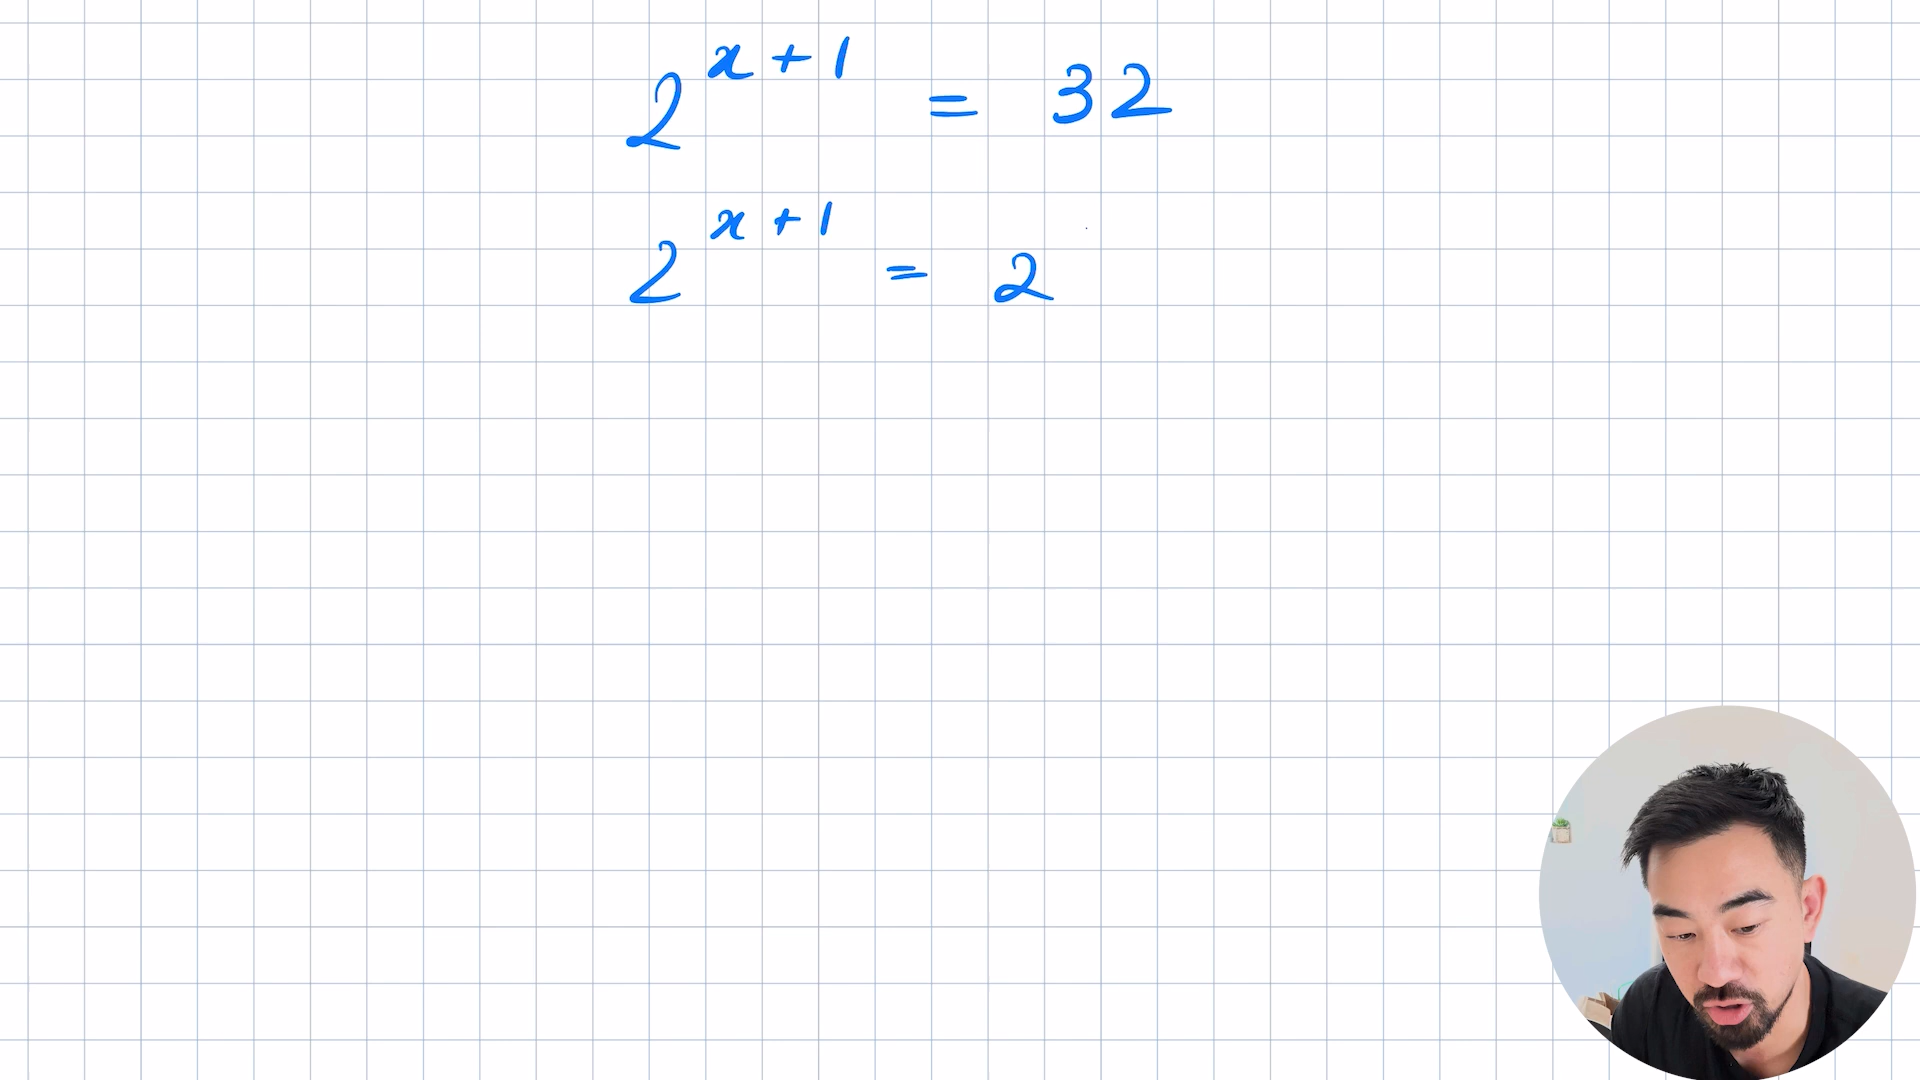 2^{x+1} = 32
2^{x+1} = 2